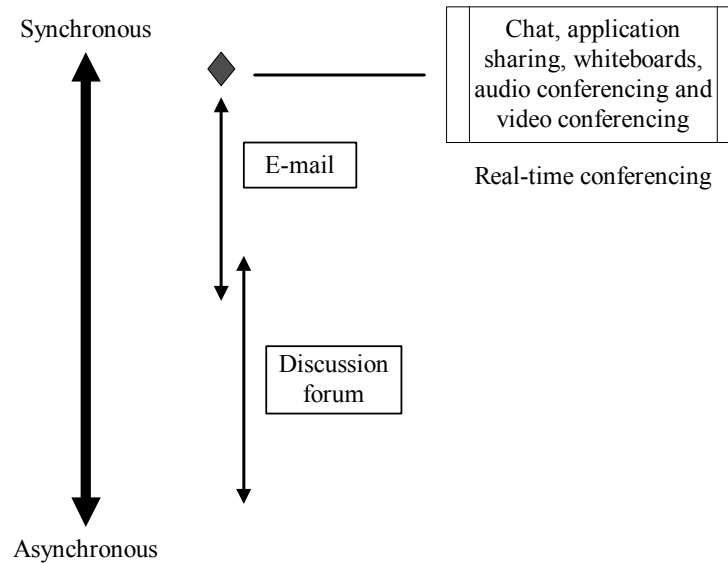 Synchronous
Chat, application
sharing, whiteboards,
audio conferencing and
video conferencing
E-mail
Real-time conferencing
Discussion
forum
Asynchronous